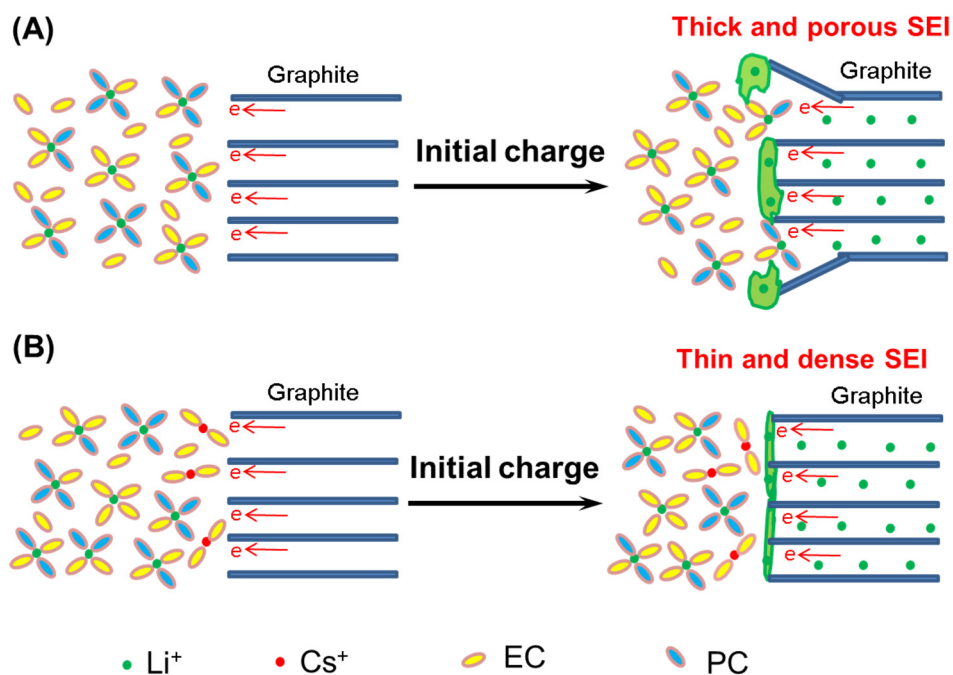 (A)
Thick and porous SEI
Graphite
Graphite
e
e
e
e
Initial charge
e
e
e
e
(B)
Thin and dense SEI
Graphite
Graphite
e
e
e
e
Initial charge
e
e
e
e
Li⁺
Cs⁺
EC
PC